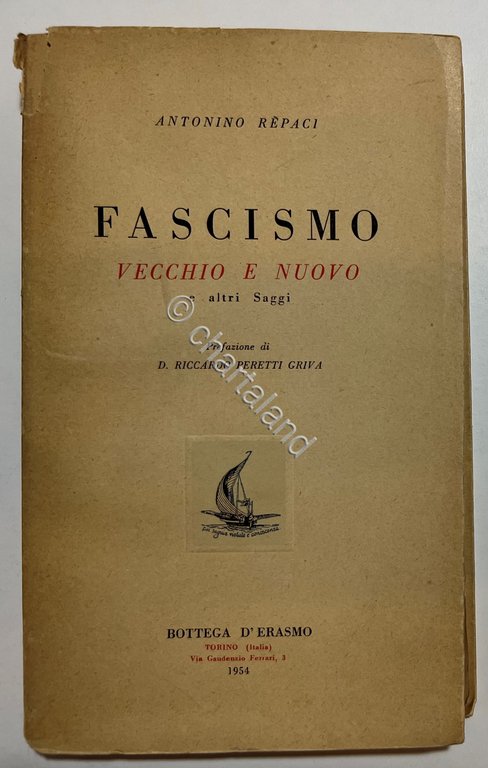 ANTONINO RÈPACI
FASCISMO
VECCHIO E NUOVO
e altri Saggi
Prefazione di
D. RICCARDO PERETTI GRIVA
© chartaland
BOTTEGA D'ERASMO
TORINO (Italia)
Via Gaudenzio Ferrari, 3
1954